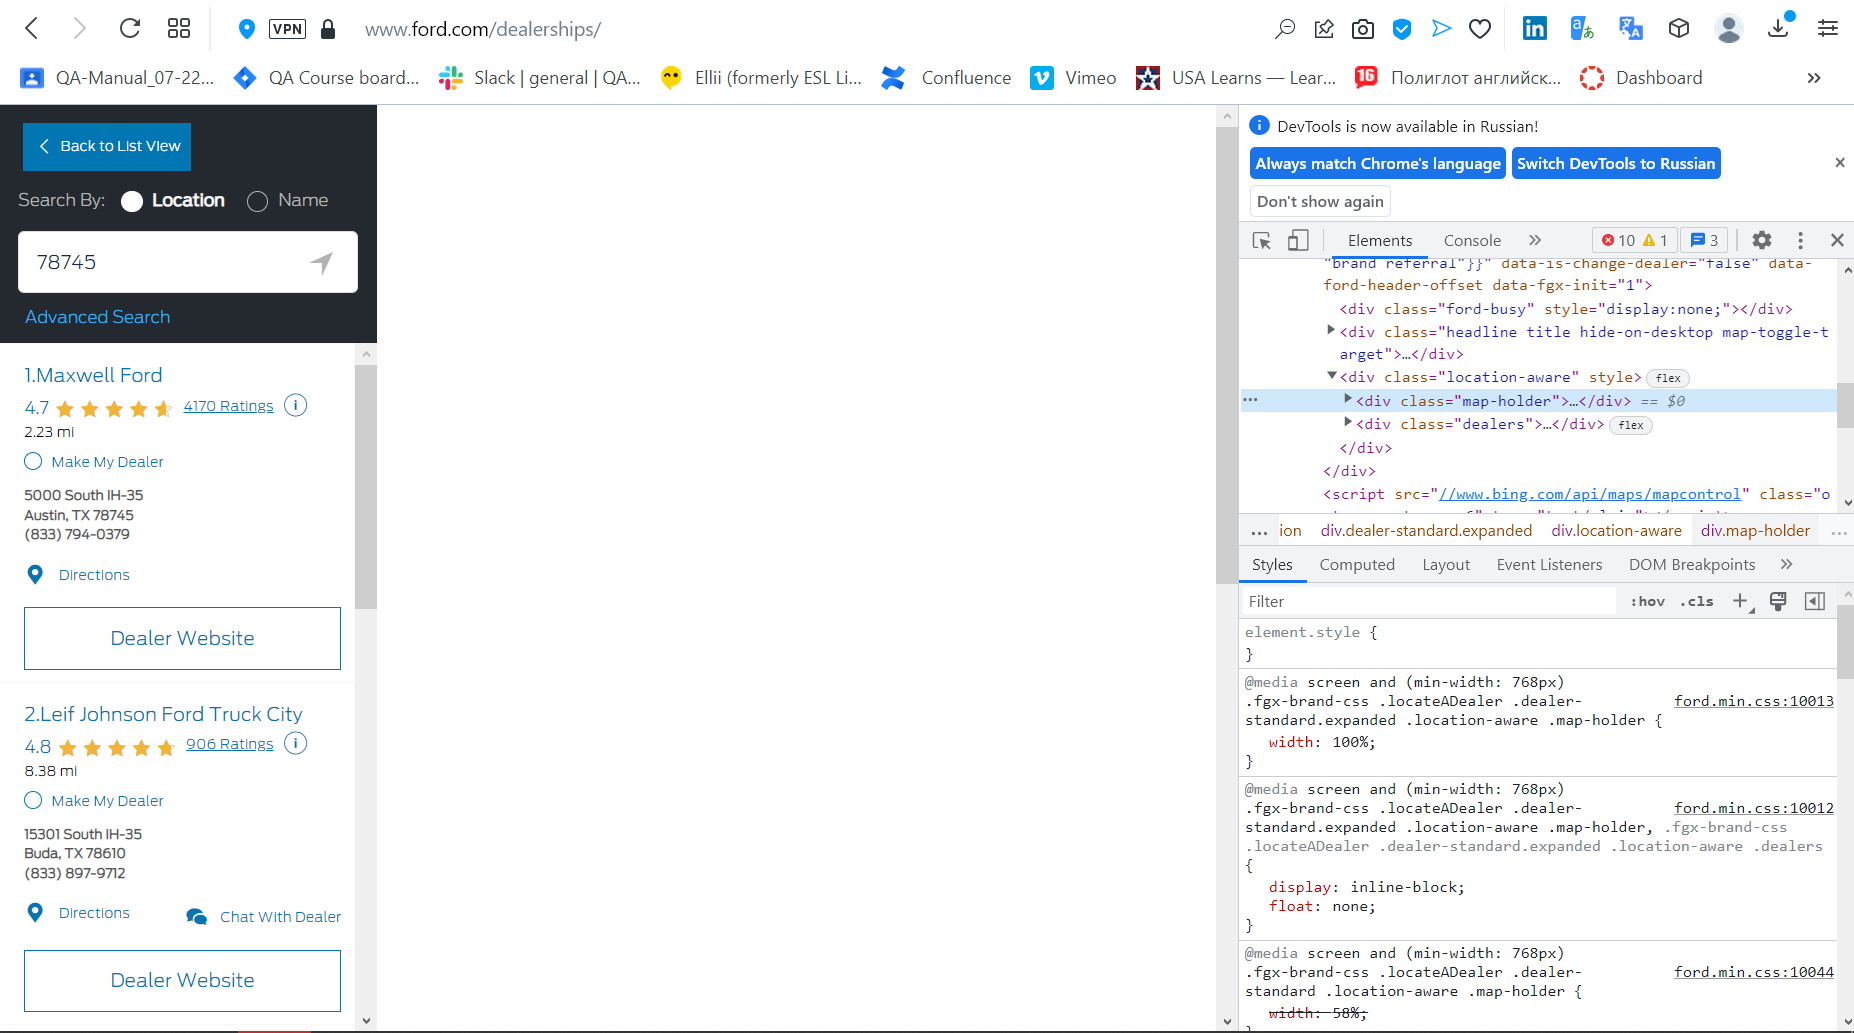 VPN www.ford.com/dealerships/
QA-Manual_07-22... QA Course board... Slack | general | QA... Ellii (formerly ESL Li... Confluence Vimeo USA Learns — Lear... 16 Полиглот английск... Dashboard »
Back to List View
Search By: Location Name
78745
Advanced Search
1.Maxwell Ford
4.7 4170 Ratings i
2.23 mi
Make My Dealer
5000 South IH-35
Austin, TX 78745
(833) 794-0379
Directions
Dealer Website
2.Leif Johnson Ford Truck City
4.8 906 Ratings i
8.38 mi
Make My Dealer
15301 South IH-35
Buda, TX 78610
(833) 897-9712
Directions Chat With Dealer
Dealer Website
DevTools is now available in Russian!
Always match Chrome's language Switch DevTools to Russian
Don't show again
Elements Console » 10 1 3
"brand referral"}}" data-is-change-dealer="false" data-
ford-header-offset data-fgx-init="1">
<div class="ford-busy" style="display:none;"></div>
<div class="headline title hide-on-desktop map-toggle-t
arget">…</div>
<div class="location-aware" style> flex
... <div class="map-holder">…</div> == $0
<div class="dealers">…</div> flex
</div>
</div>
<script src="//www.bing.com/api/maps/mapcontrol" class="o
... ion div.dealer-standard.expanded div.location-aware div.map-holder ...
Styles Computed Layout Event Listeners DOM Breakpoints »
Filter :hov .cls +
element.style {
}
@media screen and (min-width: 768px)
.fgx-brand-css .locateADealer .dealer- ford.min.css:10013
standard.expanded .location-aware .map-holder {
width: 100%;
}
@media screen and (min-width: 768px)
.fgx-brand-css .locateADealer .dealer- ford.min.css:10012
standard.expanded .location-aware .map-holder, .fgx-brand-css
.locateADealer .dealer-standard.expanded .location-aware .dealers
{
display: inline-block;
float: none;
}
@media screen and (min-width: 768px)
.fgx-brand-css .locateADealer .dealer- ford.min.css:10044
standard .location-aware .map-holder {
width: 58%;